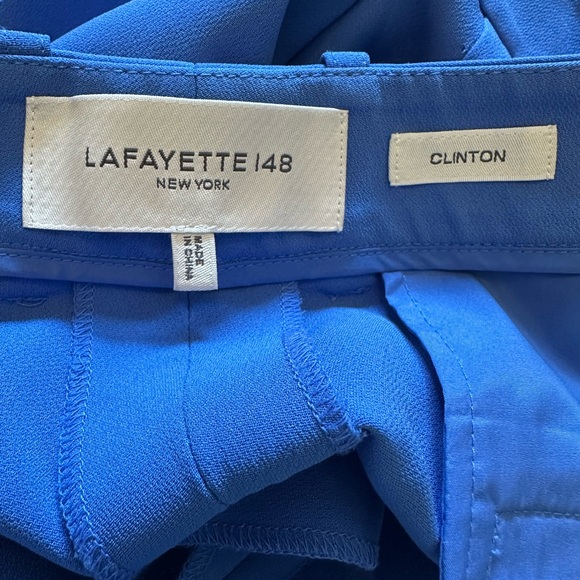 LAFAYETTE 148
NEW YORK
CLINTON
MADE
IN CHINA